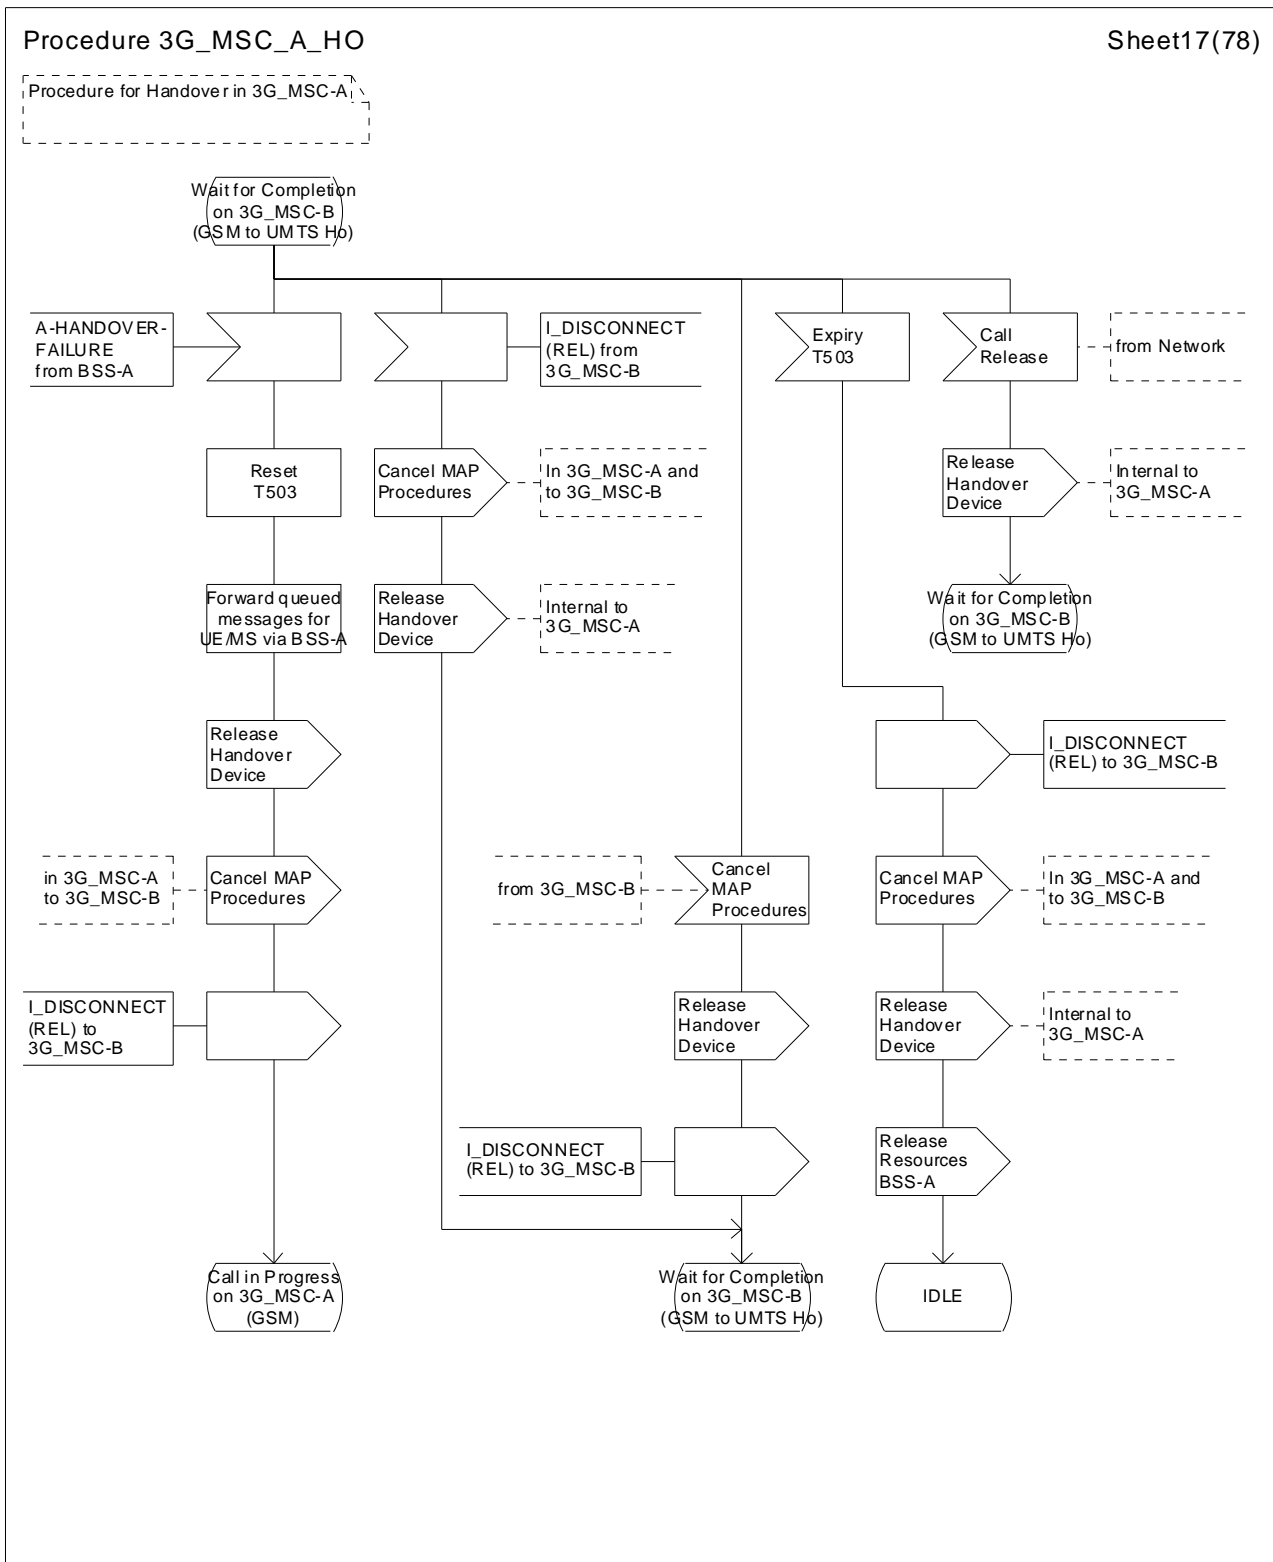 Procedure 3G_MSC_A_HO
Sheet17(78)
Procedure for Handover in 3G_MSC-A
Wait for Completion
on 3G_MSC-B
(GSM to UMTS Ho)
A-HANDOVER-
FAILURE
from BSS-A
I_DISCONNECT
(REL) from
3G_MSC-B
Expiry
T503
Call
Release
from Network
Reset
T503
Cancel MAP
Procedures
In 3G_MSC-A and
to 3G_MSC-B
Release
Handover
Device
Internal to
3G_MSC-A
Forward queued
messages for
UE/MS via BSS-A
Release
Handover
Device
Internal to
3G_MSC-A
Wait for Completion
on 3G_MSC-B
(GSM to UMTS Ho)
Release
Handover
Device
I_DISCONNECT
(REL) to 3G_MSC-B
in 3G_MSC-A
to 3G_MSC-B
Cancel MAP
Procedures
from 3G_MSC-B
Cancel
MAP
Procedures
Cancel MAP
Procedures
In 3G_MSC-A and
to 3G_MSC-B
I_DISCONNECT
(REL) to
3G_MSC-B
Release
Handover
Device
Release
Handover
Device
Internal to
3G_MSC-A
I_DISCONNECT
(REL) to 3G_MSC-B
Release
Resources
BSS-A
Call in Progress
on 3G_MSC-A
(GSM)
Wait for Completion
on 3G_MSC-B
(GSM to UMTS Ho)
IDLE